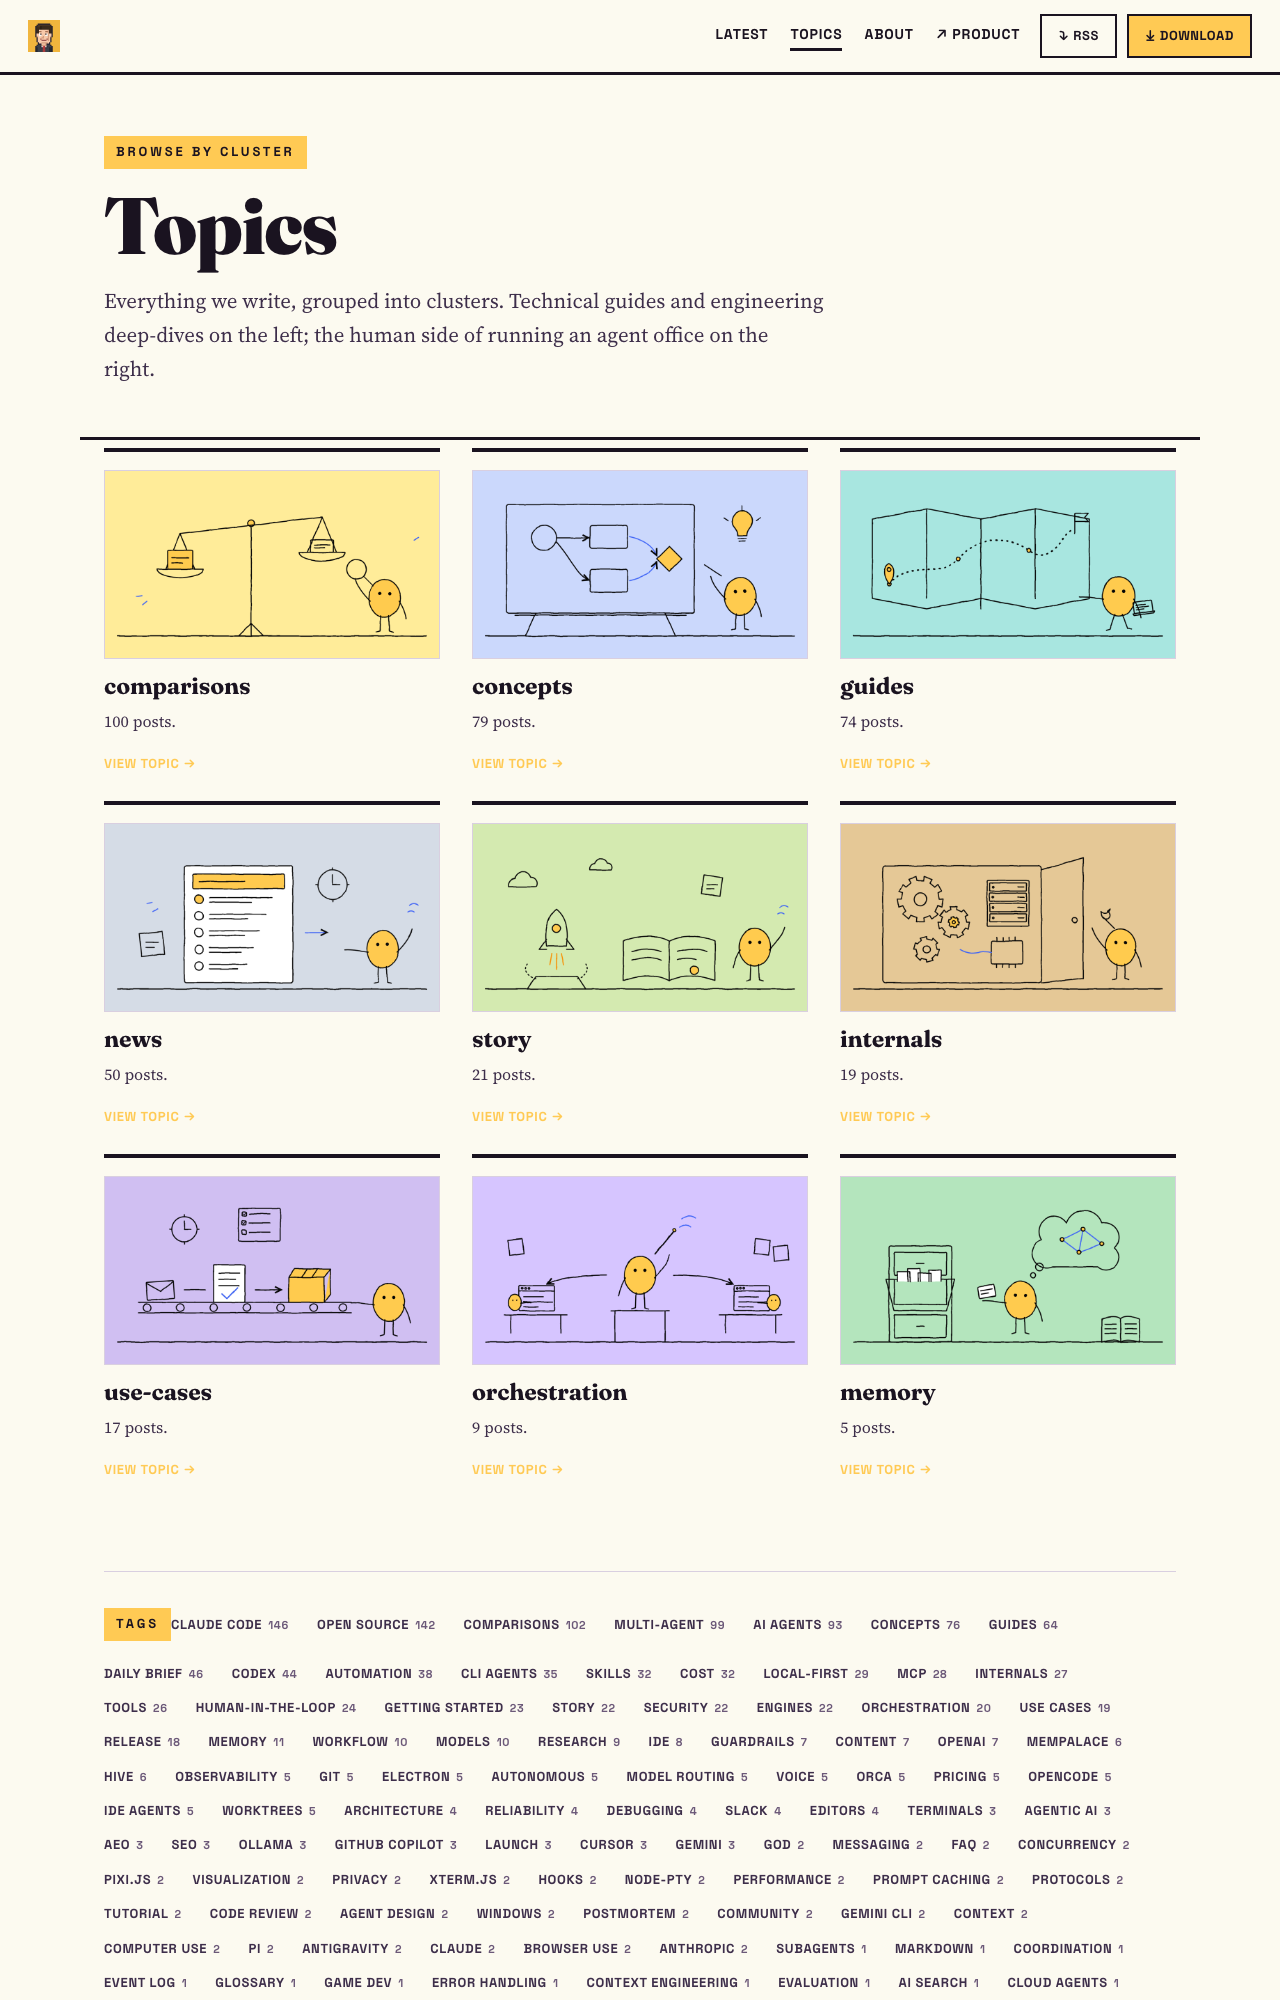 LATEST TOPICS ABOUT ↗ PRODUCT ⤵ RSS ⤓ DOWNLOAD
BROWSE BY CLUSTER
Topics
Everything we write, grouped into clusters. Technical guides and engineering
deep-dives on the left; the human side of running an agent office on the
right.
comparisons
100 posts.
VIEW TOPIC →
concepts
79 posts.
VIEW TOPIC →
guides
74 posts.
VIEW TOPIC →
news
50 posts.
VIEW TOPIC →
story
21 posts.
VIEW TOPIC →
internals
19 posts.
VIEW TOPIC →
use-cases
17 posts.
VIEW TOPIC →
orchestration
9 posts.
VIEW TOPIC →
memory
5 posts.
VIEW TOPIC →
TAGS CLAUDE CODE 146 OPEN SOURCE 142 COMPARISONS 102 MULTI-AGENT 99 AI AGENTS 93 CONCEPTS 76 GUIDES 64
DAILY BRIEF 46 CODEX 44 AUTOMATION 38 CLI AGENTS 35 SKILLS 32 COST 32 LOCAL-FIRST 29 MCP 28 INTERNALS 27
TOOLS 26 HUMAN-IN-THE-LOOP 24 GETTING STARTED 23 STORY 22 SECURITY 22 ENGINES 22 ORCHESTRATION 20 USE CASES 19
RELEASE 18 MEMORY 11 WORKFLOW 10 MODELS 10 RESEARCH 9 IDE 8 GUARDRAILS 7 CONTENT 7 OPENAI 7 MEMPALACE 6
HIVE 6 OBSERVABILITY 5 GIT 5 ELECTRON 5 AUTONOMOUS 5 MODEL ROUTING 5 VOICE 5 ORCA 5 PRICING 5 OPENCODE 5
IDE AGENTS 5 WORKTREES 5 ARCHITECTURE 4 RELIABILITY 4 DEBUGGING 4 SLACK 4 EDITORS 4 TERMINALS 3 AGENTIC AI 3
AEO 3 SEO 3 OLLAMA 3 GITHUB COPILOT 3 LAUNCH 3 CURSOR 3 GEMINI 3 GOD 2 MESSAGING 2 FAQ 2 CONCURRENCY 2
PIXI.JS 2 VISUALIZATION 2 PRIVACY 2 XTERM.JS 2 HOOKS 2 NODE-PTY 2 PERFORMANCE 2 PROMPT CACHING 2 PROTOCOLS 2
TUTORIAL 2 CODE REVIEW 2 AGENT DESIGN 2 WINDOWS 2 POSTMORTEM 2 COMMUNITY 2 GEMINI CLI 2 CONTEXT 2
COMPUTER USE 2 PI 2 ANTIGRAVITY 2 CLAUDE 2 BROWSER USE 2 ANTHROPIC 2 SUBAGENTS 1 MARKDOWN 1 COORDINATION 1
EVENT LOG 1 GLOSSARY 1 GAME DEV 1 ERROR HANDLING 1 CONTEXT ENGINEERING 1 EVALUATION 1 AI SEARCH 1 CLOUD AGENTS 1